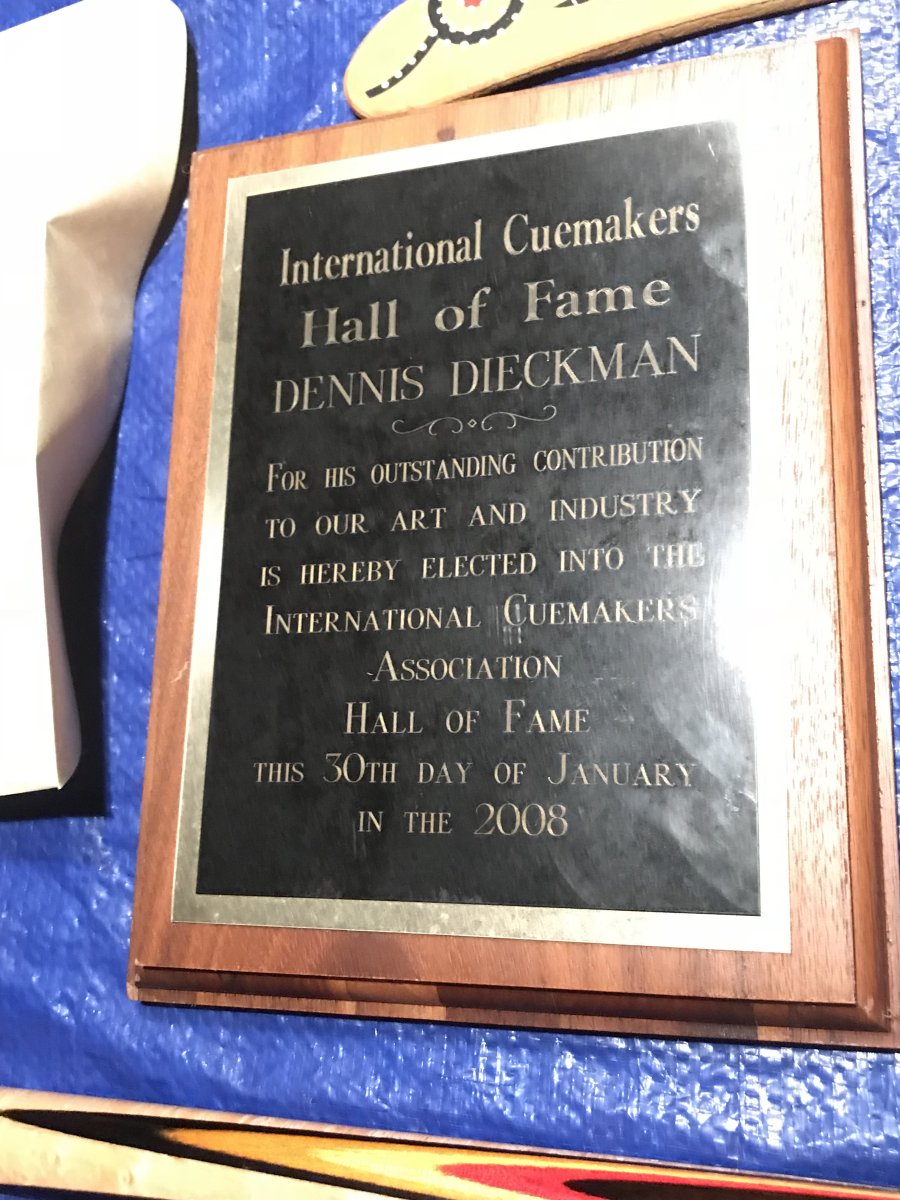 International Cuemakers
Hall of Fame
DENNIS DIECKMAN
FOR HIS OUTSTANDING CONTRIBUTION
TO OUR ART AND INDUSTRY
IS HEREBY ELECTED INTO THE
INTERNATIONAL CUEMAKERS
-ASSOCIATION
HALL OF FAME
THIS 30TH DAY OF JANUARY
IN THE 2008